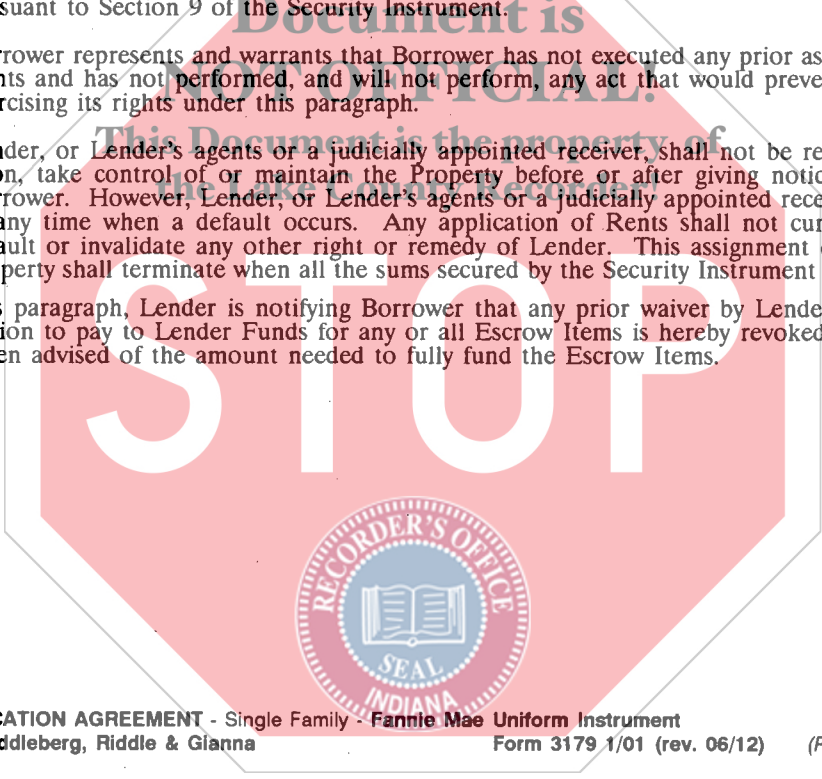 suant to Section 9 of the Security Instrument.
Document is
rower represents and warrants that Borrower has not executed any prior as
nts and has not performed, and will not perform, any act that would preve
NOT OFFICIAL!
rcising its rights under this paragraph.
This Document is the property of
der, or Lender's agents or a judicially appointed receiver, shall not be re
on, take control of or maintain the Property before or after giving notic
the Lake County Recorder!
rower. However, Lender, or Lender's agents or a judicially appointed rece
any time when a default occurs. Any application of Rents shall not cur
ault or invalidate any other right or remedy of Lender. This assignment
perty shall terminate when all the sums secured by the Security Instrument
s paragraph, Lender is notifying Borrower that any prior waiver by Lende
ion to pay to Lender Funds for any or all Escrow Items is hereby revoked
en advised of the amount needed to fully fund the Escrow Items.
STOP
RECORDER'S OFFICE
SEAL
INDIANA
CATION AGREEMENT - Single Family - Fannie Mae Uniform Instrument
ddleberg, Riddle & Gianna Form 3179 1/01 (rev. 06/12) (P